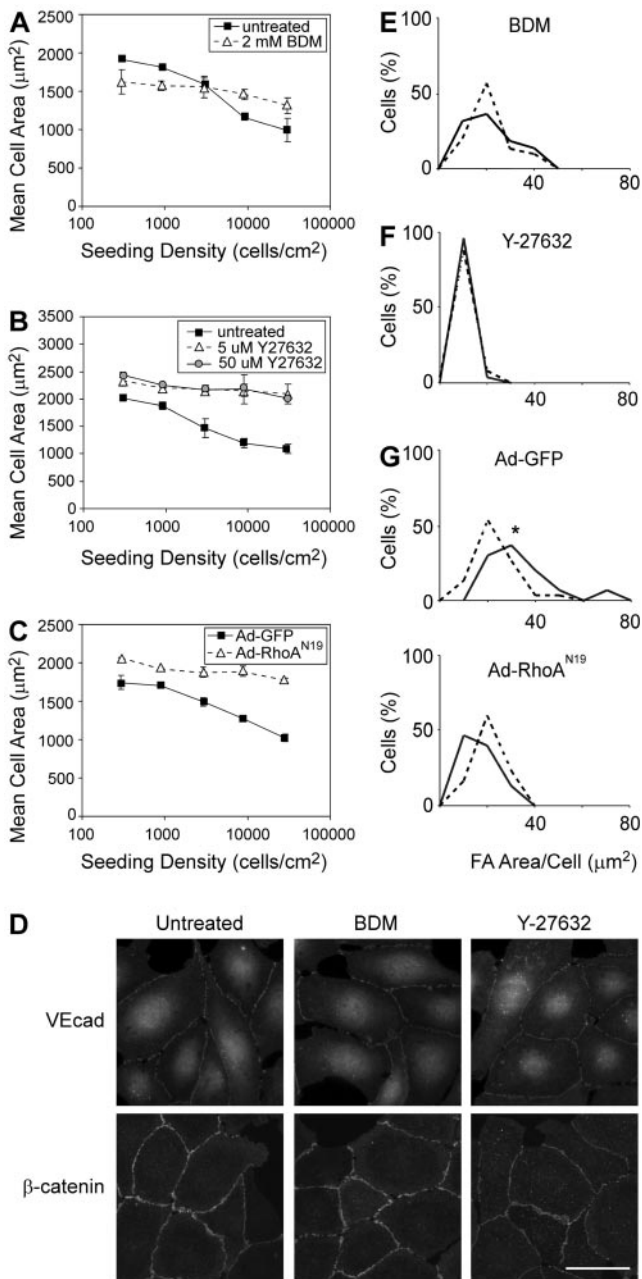 A
untreated
2 mM BDM
Mean Cell Area (μm²)
2500
2000
1500
1000
500
0
100 1000 10000 100000
Seeding Density (cells/cm²)
B
untreated
5 uM Y27632
50 uM Y27632
Mean Cell Area (μm²)
3500
3000
2500
2000
1500
1000
500
0
100 1000 10000 100000
Seeding Density (cells/cm²)
C
Ad-GFP
Ad-RhoA^N19
Mean Cell Area (μm²)
2500
2000
1500
1000
500
0
100 1000 10000 100000
Seeding Density (cells/cm²)
E
BDM
Cells (%)
100
50
0
40 80
F
Y-27632
Cells (%)
100
50
0
40 80
G
Ad-GFP
Cells (%)
100
50
0
*
40 80
Ad-RhoA^N19
Cells (%)
100
50
0
40 80
FA Area/Cell (μm²)
D
Untreated BDM Y-27632
VEcad
β-catenin